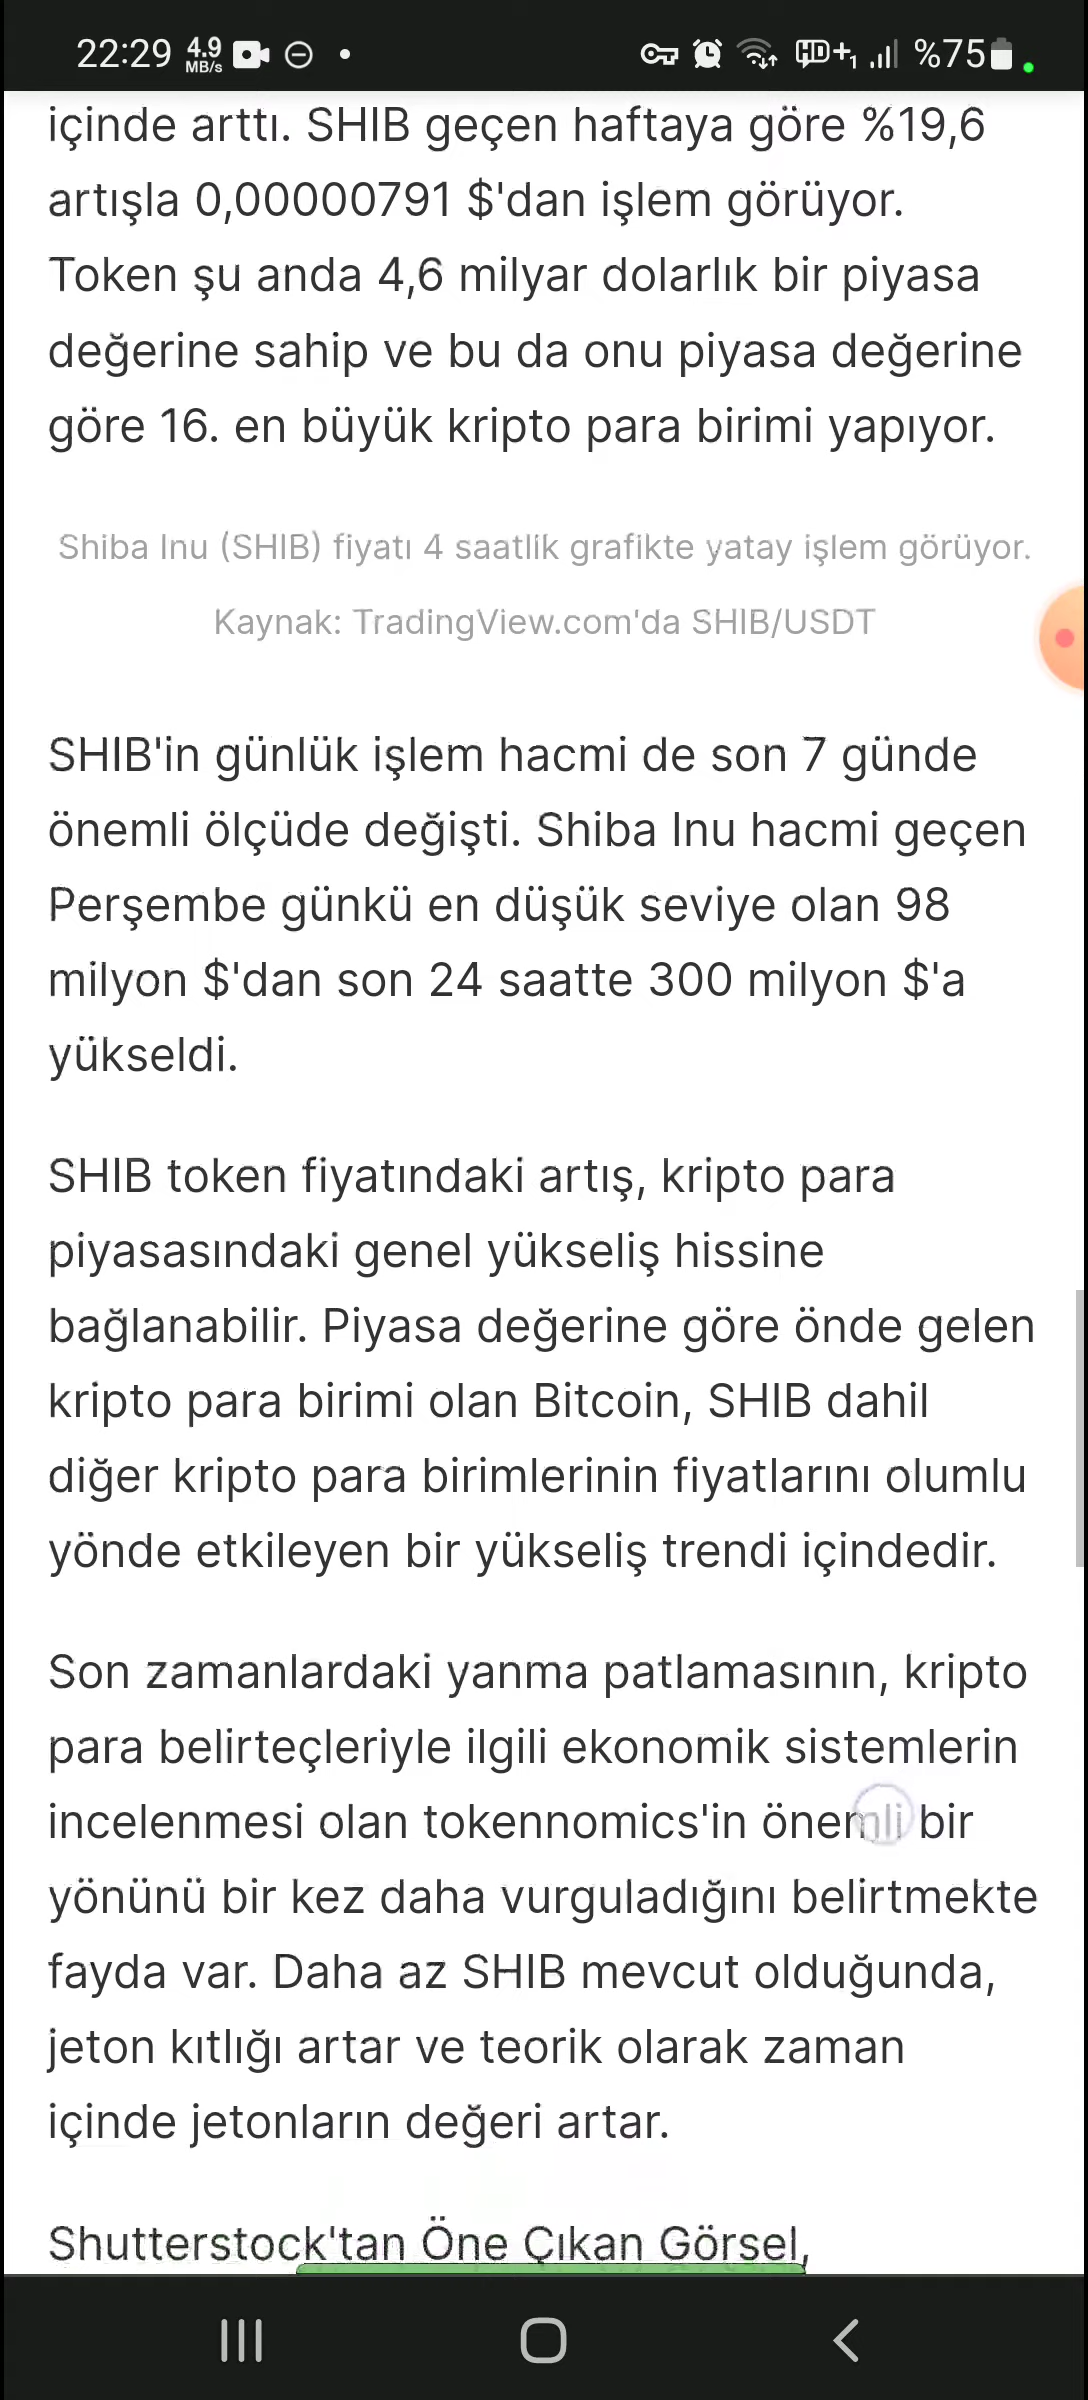 22:29 4.9 MB/s HD+1 %75
içinde arttı. SHIB geçen haftaya göre %19,6
artışla 0,00000791 $'dan işlem görüyor.
Token şu anda 4,6 milyar dolarlık bir piyasa
değerine sahip ve bu da onu piyasa değerine
göre 16. en büyük kripto para birimi yapıyor.
Shiba Inu (SHIB) fiyatı 4 saatlik grafikte yatay işlem görüyor.
Kaynak: TradingView.com'da SHIB/USDT
SHIB'in günlük işlem hacmi de son 7 günde
önemli ölçüde değişti. Shiba Inu hacmi geçen
Perşembe günkü en düşük seviye olan 98
milyon $'dan son 24 saatte 300 milyon $'a
yükseldi.
SHIB token fiyatındaki artış, kripto para
piyasasındaki genel yükseliş hissine
bağlanabilir. Piyasa değerine göre önde gelen
kripto para birimi olan Bitcoin, SHIB dahil
diğer kripto para birimlerinin fiyatlarını olumlu
yönde etkileyen bir yükseliş trendi içindedir.
Son zamanlardaki yanma patlamasının, kripto
para belirteçleriyle ilgili ekonomik sistemlerin
incelenmesi olan tokennomics'in önemli bir
yönünü bir kez daha vurguladığını belirtmekte
fayda var. Daha az SHIB mevcut olduğunda,
jeton kıtlığı artar ve teorik olarak zaman
içinde jetonların değeri artar.
Shutterstock'tan Öne Çıkan Görsel,